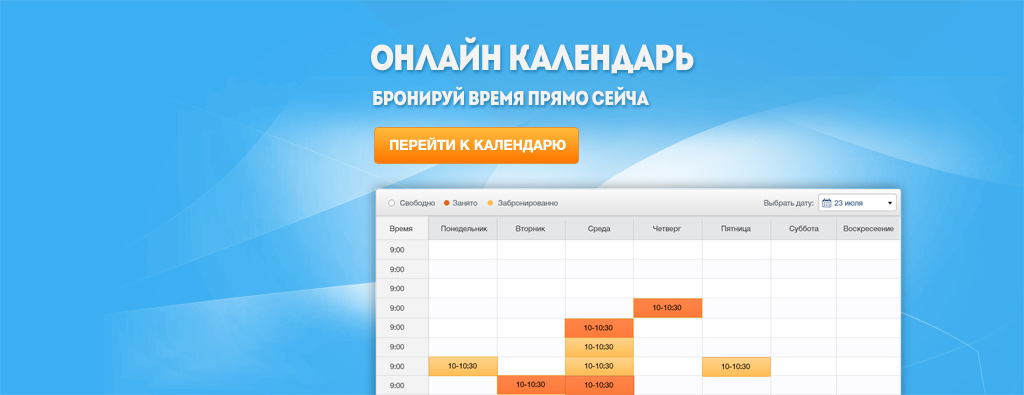 ОНЛАЙН КАЛЕНДАРЬ
БРОНИРУЙ ВРЕМЯ ПРЯМО СЕЙЧА
ПЕРЕЙТИ К КАЛЕНДАРЮ
Свободно Занято Забронированно Выбрать дату: 23 июля
Время Понедельник Вторник Среда Четверг Пятница Суббота Воскресеение
9:00
9:00
9:00
9:00 10-10:30
9:00 10-10:30
9:00 10-10:30
9:00 10-10:30 10-10:30 10-10:30
9:00 10-10:30 10-10:30